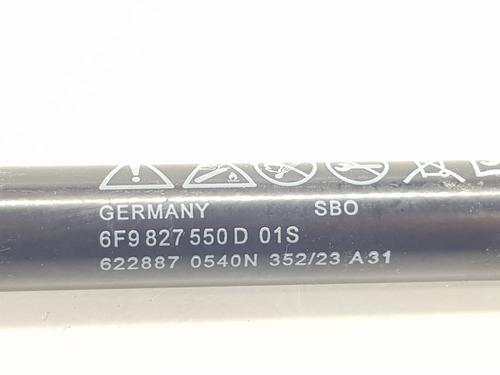 GERMANY SBO
6F9 827 550 D 01S
622887 0540N 352/23 A31